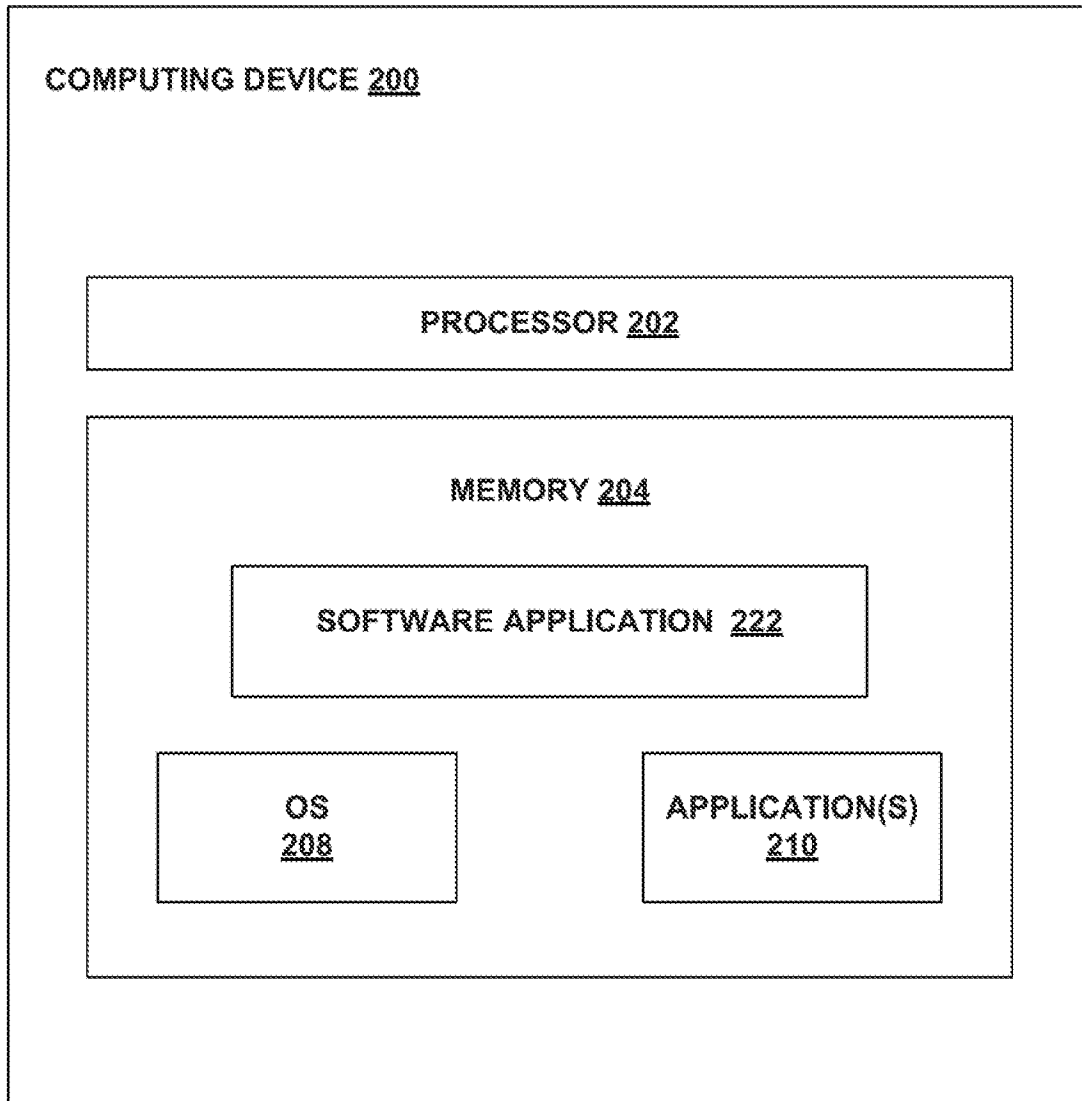 COMPUTING DEVICE 200
PROCESSOR 202
MEMORY 204
SOFTWARE APPLICATION 222
OS
208
APPLICATION(S)
210